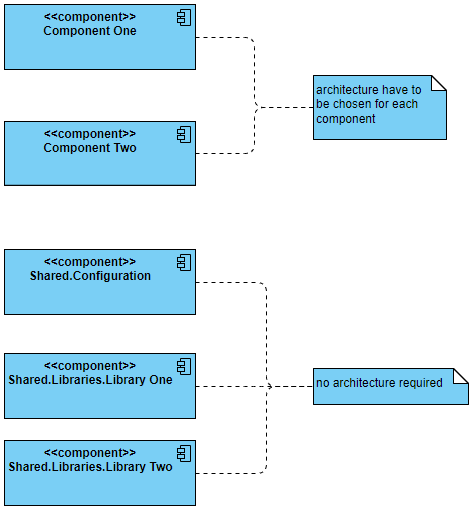 <<component>>
Component One
<<component>>
Component Two
architecture have to
be chosen for each
component
<<component>>
Shared.Configuration
<<component>>
Shared.Libraries.Library One
<<component>>
Shared.Libraries.Library Two
no architecture required